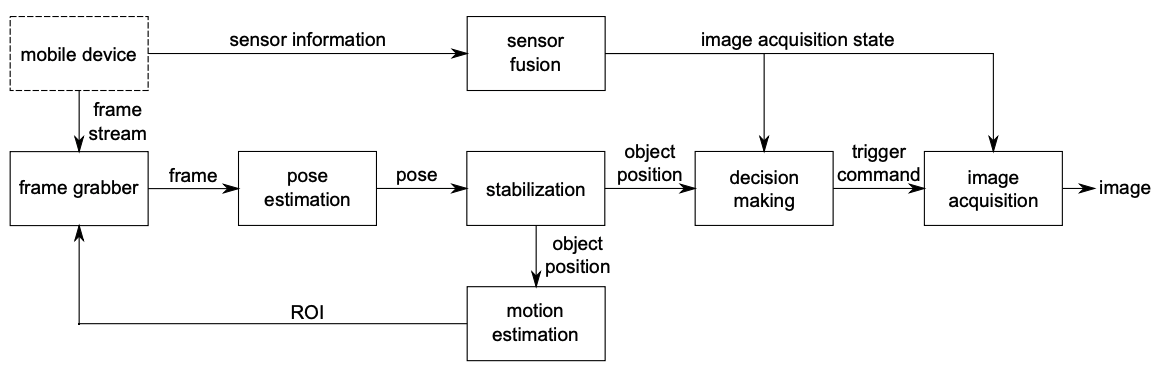 mobile device
sensor information
sensor
fusion
image acquisition state
frame
stream
frame grabber
frame
pose
estimation
pose
stabilization
object
position
decision
making
trigger
command
image
acquisition
image
object
position
motion
estimation
ROI